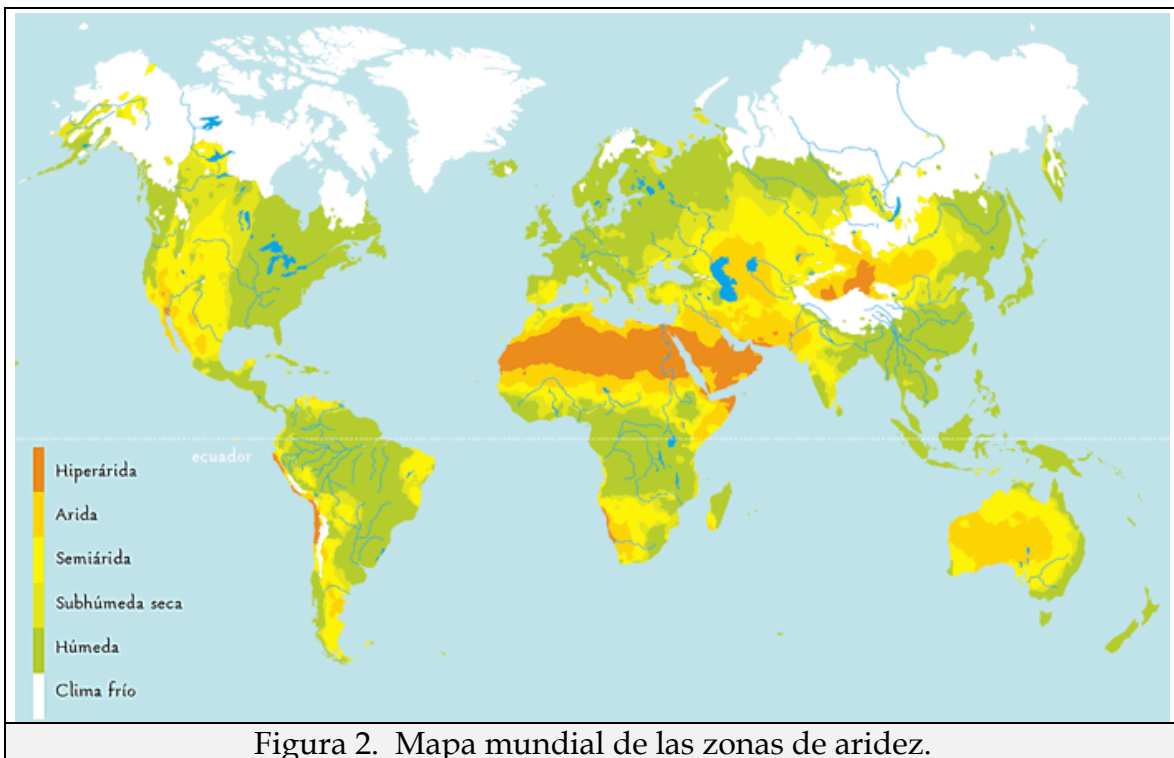 ecuador
Hiperárida
Arida
Semiárida
Subhúmeda seca
Húmeda
Clima frío
Figura 2. Mapa mundial de las zonas de aridez.